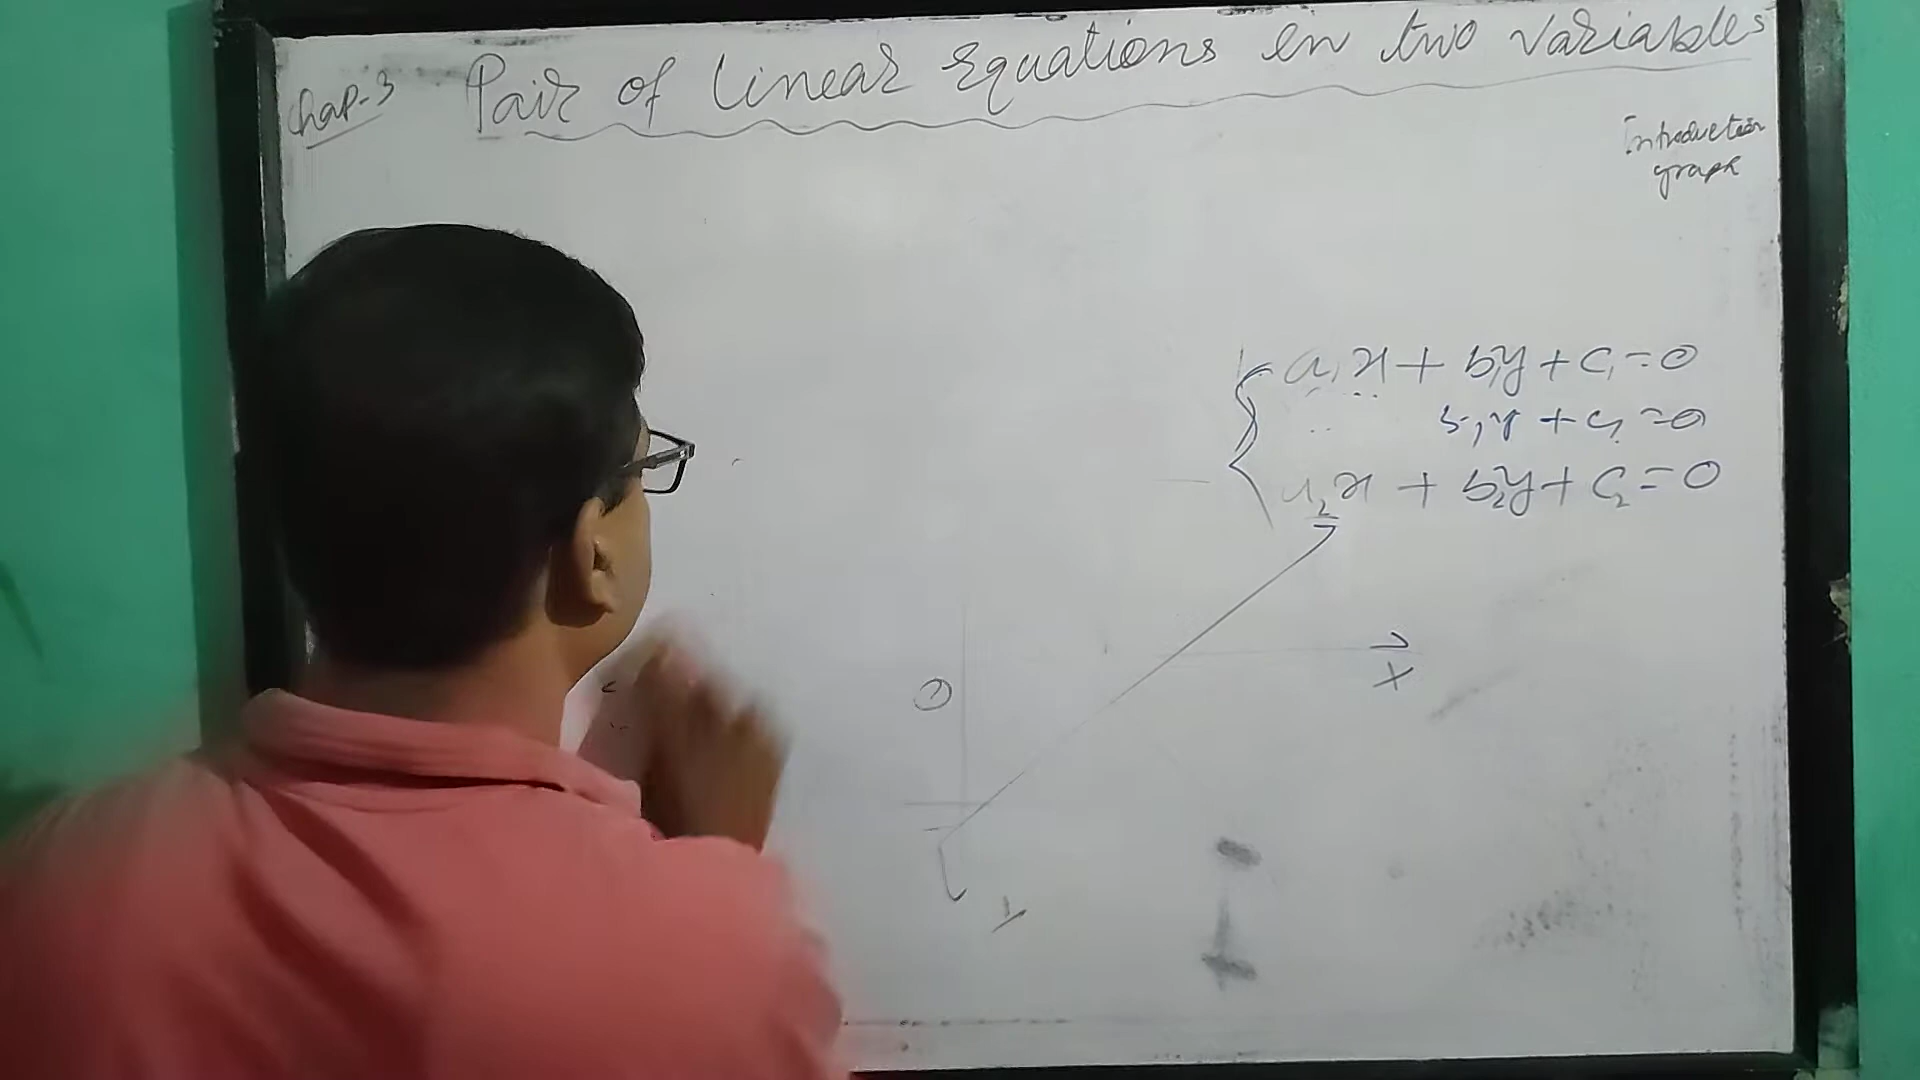 Chap-3 Pair of Linear Equations in two variables
Introduction
graph
a₁x + b₁y + c₁ = 0
b₁y + c₁ = 0
a₂x + b₂y + c₂ = 0
①
X
Y